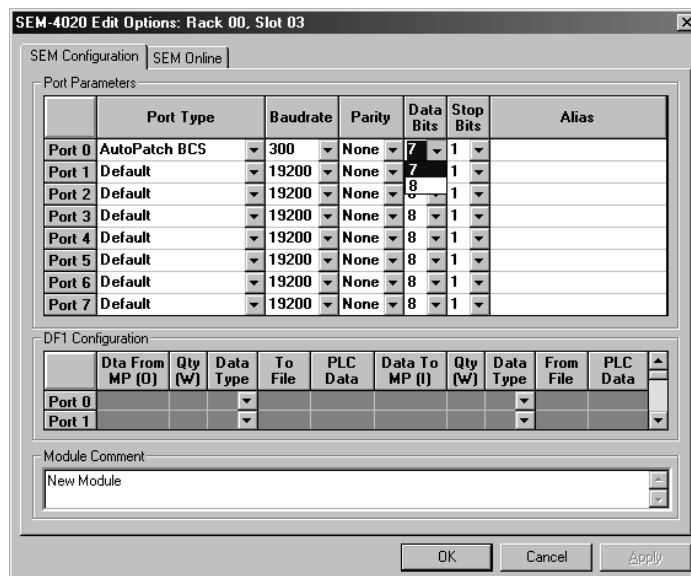 SEM-4020 Edit Options: Rack 00, Slot 03
SEM Configuration SEM Online
Port Parameters
Port Type Baudrate Parity Data Bits Stop Bits Alias
Port 0 AutoPatch BCS 300 None 7 1
Port 1 Default 19200 None 7 1
Port 2 Default 19200 None 8 1
Port 3 Default 19200 None 8 1
Port 4 Default 19200 None 8 1
Port 5 Default 19200 None 8 1
Port 6 Default 19200 None 8 1
Port 7 Default 19200 None 8 1
DF1 Configuration
Dta From MP (O) Qty (W) Data Type To File PLC Data Data To MP (I) Qty (W) Data Type From File PLC Data
Port 0
Port 1
Module Comment
New Module
OK Cancel Apply